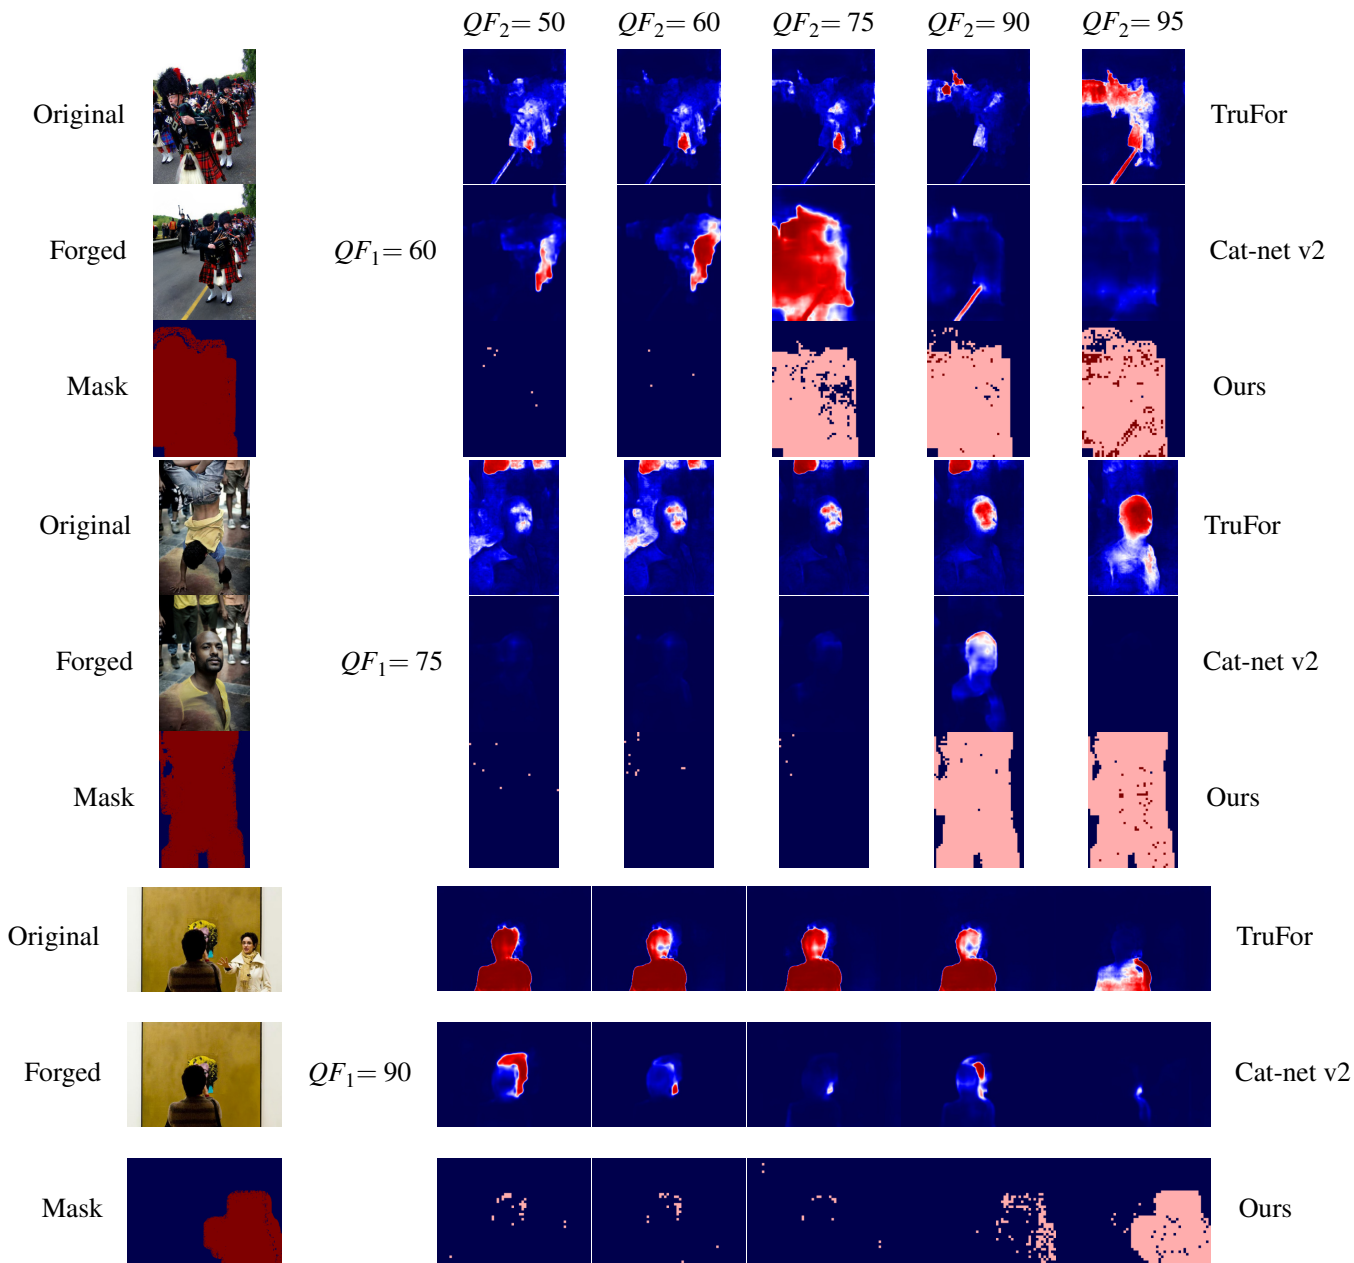 QF₂= 50 QF₂= 60 QF₂= 75 QF₂= 90 QF₂= 95
Original TruFor
Forged QF₁= 60 Cat-net v2
Mask Ours
Original TruFor
Forged QF₁= 75 Cat-net v2
Mask Ours
Original TruFor
Forged QF₁= 90 Cat-net v2
Mask Ours